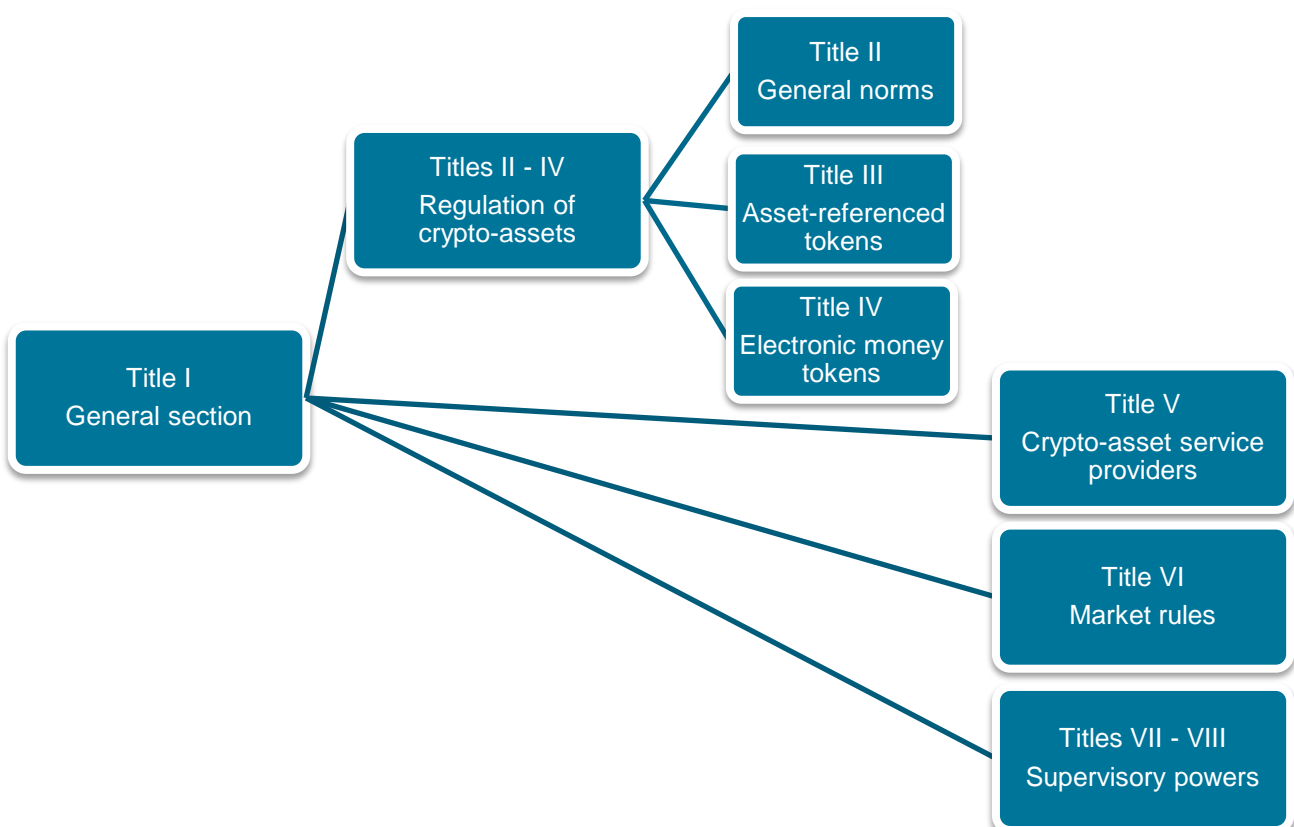 Title II
General norms
Titles II - IV
Regulation of
crypto-assets
Title III
Asset-referenced
tokens
Title IV
Electronic money
tokens
Title I
General section
Title V
Crypto-asset service
providers
Title VI
Market rules
Titles VII - VIII
Supervisory powers